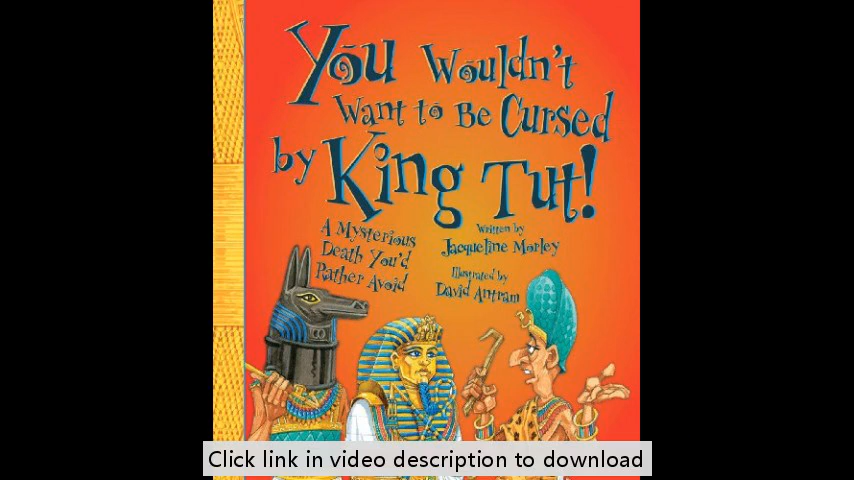 You Wouldn't
Want to Be Cursed
by King Tut!
A Mysterious
Death You'd
Rather Avoid
Written by
Jacqueline Morley
Illustrated by
David Antram
Click link in video description to download